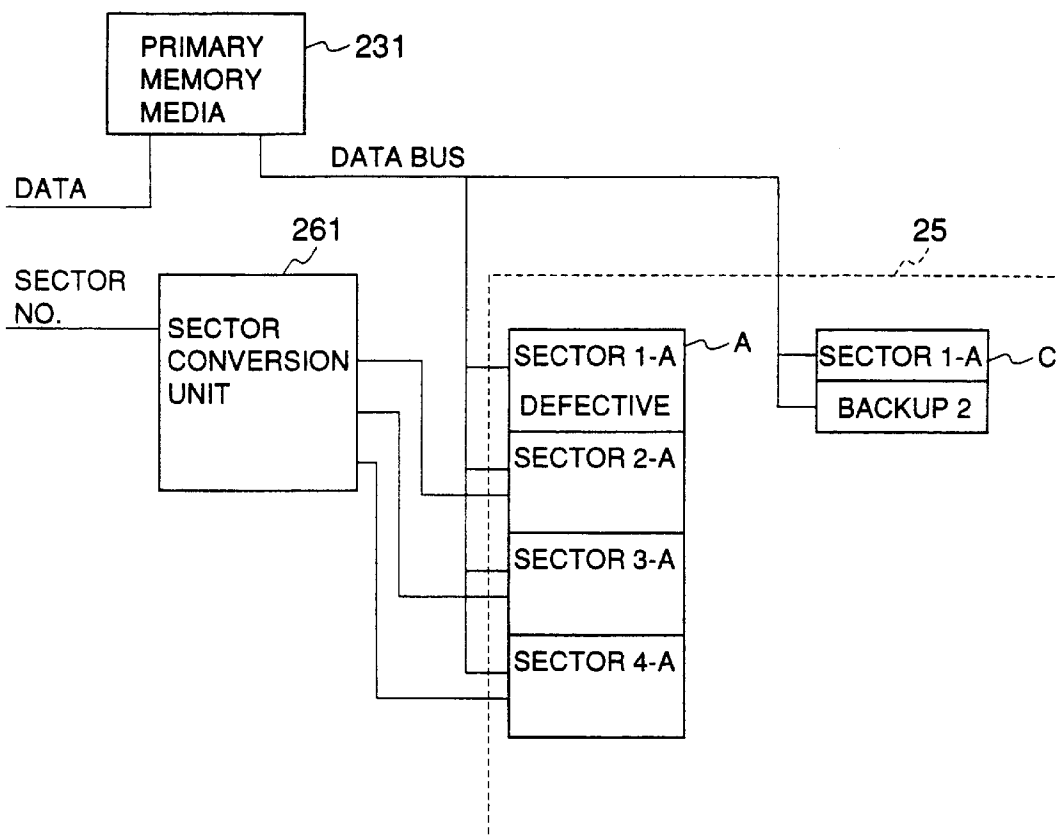 PRIMARY
MEMORY
MEDIA
231
DATA BUS
DATA
261
25
SECTOR
NO.
SECTOR
CONVERSION
UNIT
SECTOR 1-A
A
DEFECTIVE
SECTOR 2-A
SECTOR 3-A
SECTOR 4-A
SECTOR 1-A
C
BACKUP 2